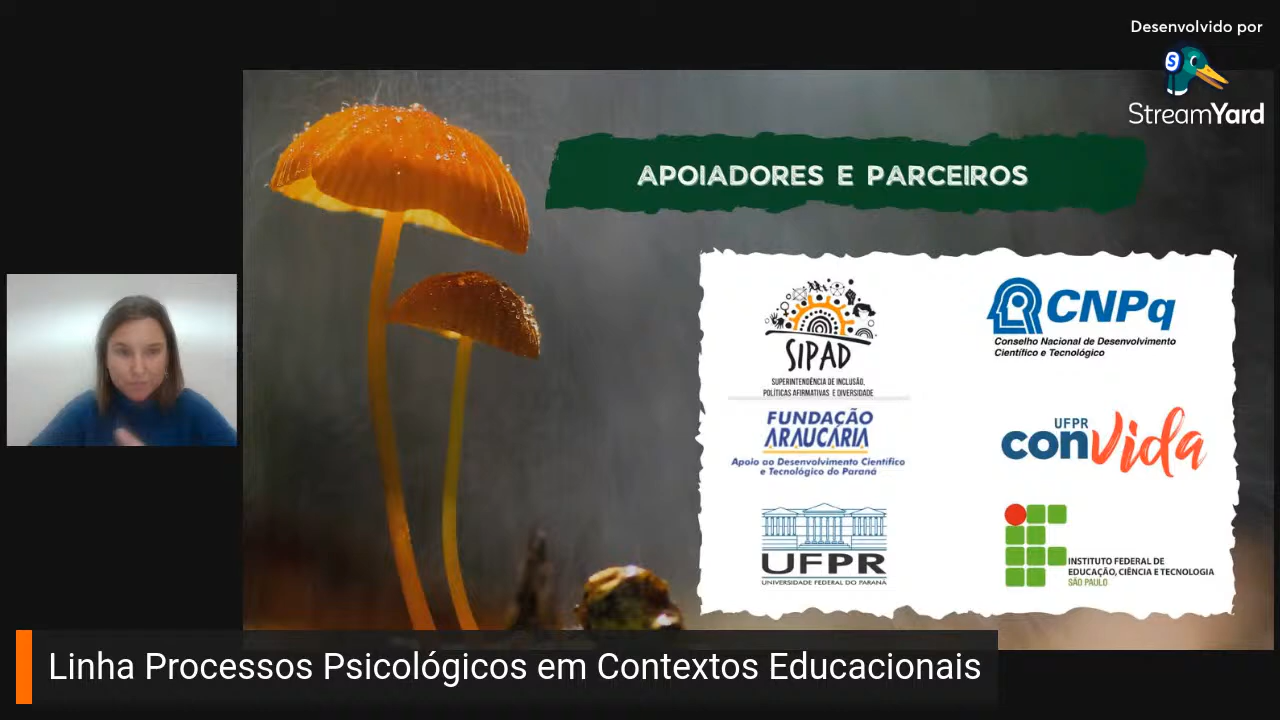 Desenvolvido por
StreamYard
APOIADORES E PARCEIROS
SIPAD
SUPERINTENDÊNCIA DE INCLUSÃO,
POLÍTICAS AFIRMATIVAS E DIVERSIDADE
CNPq
Conselho Nacional de Desenvolvimento
Científico e Tecnológico
FUNDAÇÃO
ARAUCÁRIA
Apoio ao Desenvolvimento Científico
e Tecnológico do Paraná
UFPR
conVida
UFPR
UNIVERSIDADE FEDERAL DO PARANÁ
INSTITUTO FEDERAL DE
EDUCAÇÃO, CIÊNCIA E TECNOLOGIA
SÃO PAULO
Linha Processos Psicológicos em Contextos Educacionais